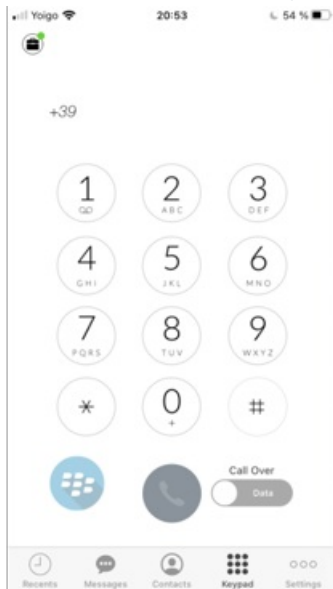 Yoigo 20:53 54 %
+39
1 2 3
ABC DEF
4 5 6
GHI JKL MNO
7 8 9
PQRS TUV WXYZ
* 0 #
+
Call Over
Data
Recents Messages Contacts Keypad Settings